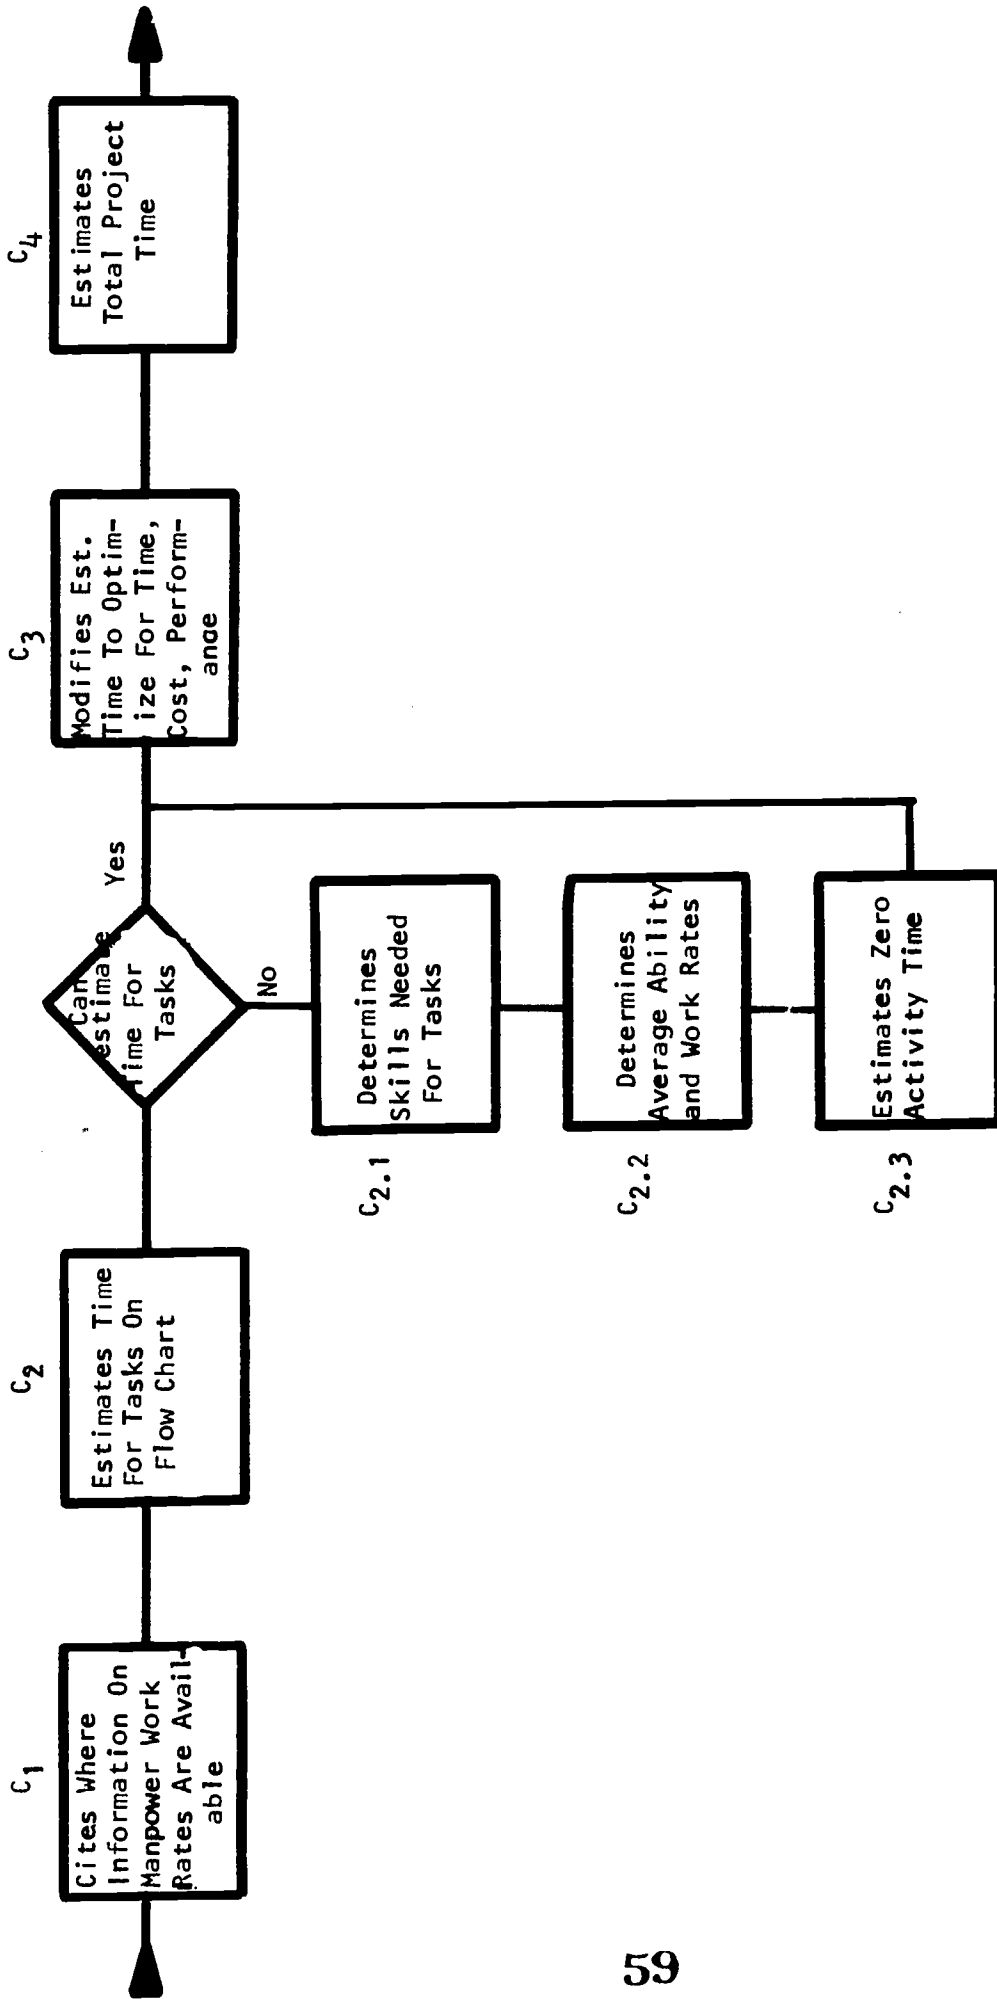 C1
Cites Where
Information On
Manpower Work
Rates Are Avail-
able
C2
Estimates Time
For Tasks On
Flow Chart
Can
estimate
Time For
Tasks
Yes
No
C2.1
Determines
Skills Needed
For Tasks
C2.2
Determines
Average Ability
and Work Rates
C2.3
Estimates Zero
Activity Time
C3
Modifies Est.
Time To Optim-
ize For Time,
Cost, Perform-
ance
C4
Estimates
Total Project
Time
59